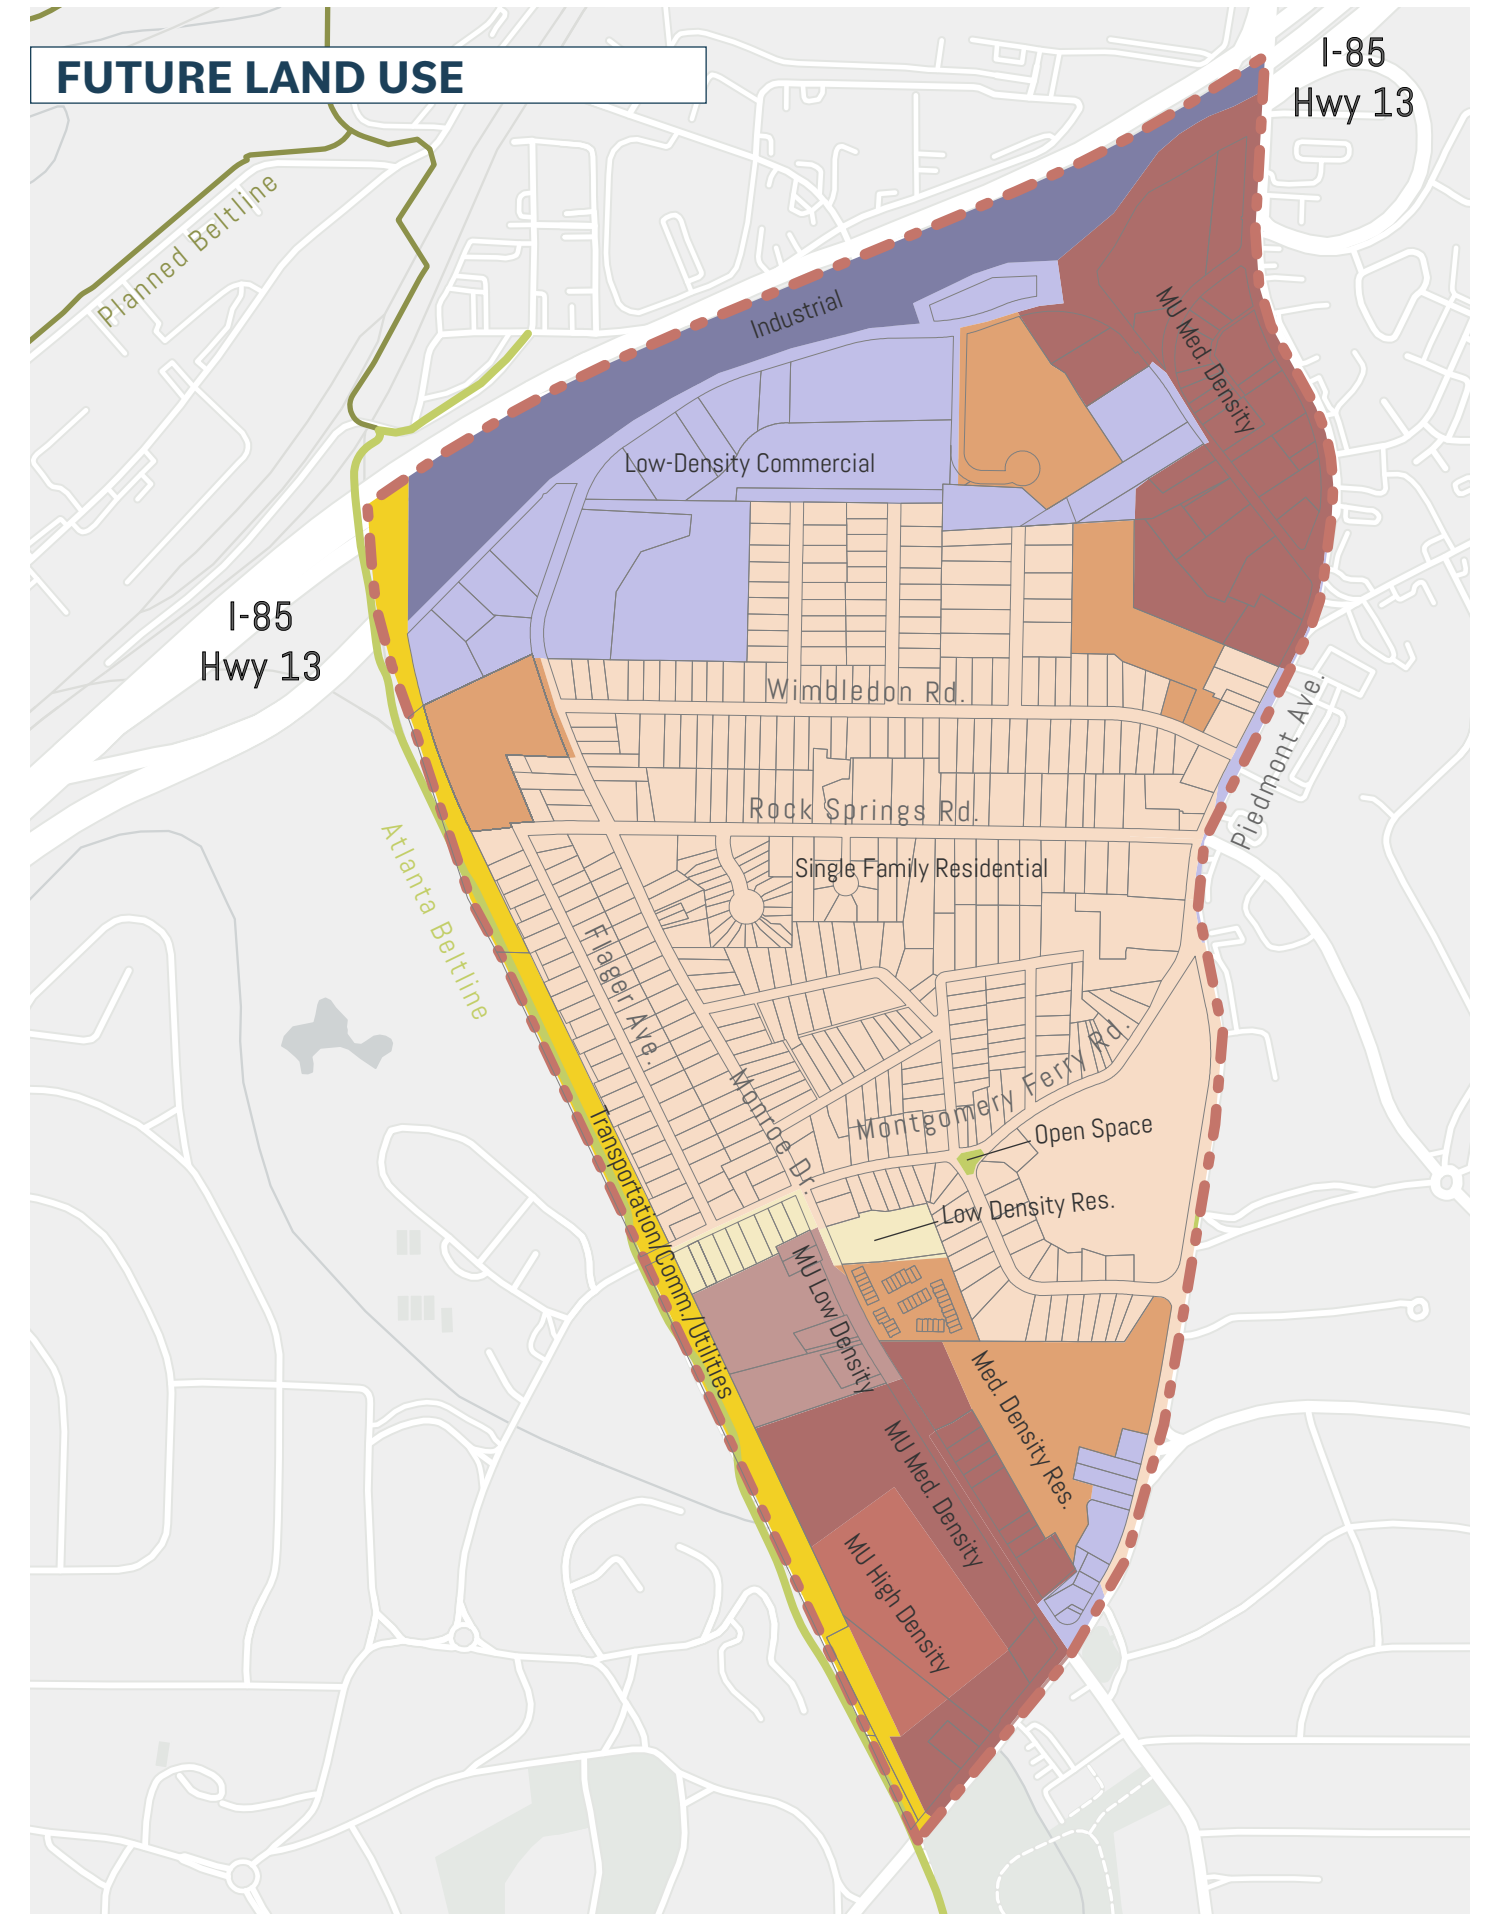 I-85
Hwy 13
FUTURE LAND USE
Planned Beltline
Industrial
MU Med. Density
Low-Density Commercial
I-85
Hwy 13
Wimbledon Rd.
Piedmont Ave.
Rock Springs Rd.
Single Family Residential
Atlanta Beltline
Flager Ave.
Monroe Dr.
Montgomery Ferry Rd.
Open Space
Transportation/Comm./Utilities
Low Density Res.
MU Low Density
Med. Density Res.
MU Med. Density
MU High Density